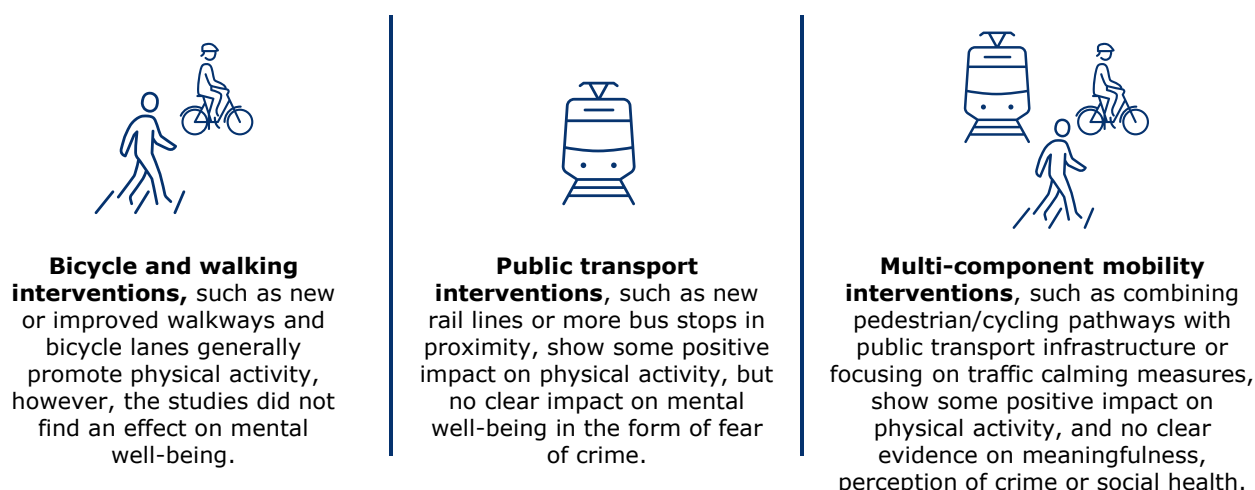 Bicycle and walking
interventions, such as new
or improved walkways and
bicycle lanes generally
promote physical activity,
however, the studies did not
find an effect on mental
well-being.
Public transport
interventions, such as new
rail lines or more bus stops in
proximity, show some positive
impact on physical activity, but
no clear impact on mental
well-being in the form of fear
of crime.
Multi-component mobility
interventions, such as combining
pedestrian/cycling pathways with
public transport infrastructure or
focusing on traffic calming measures,
show some positive impact on
physical activity, and no clear
evidence on meaningfulness,
perception of crime or social health.